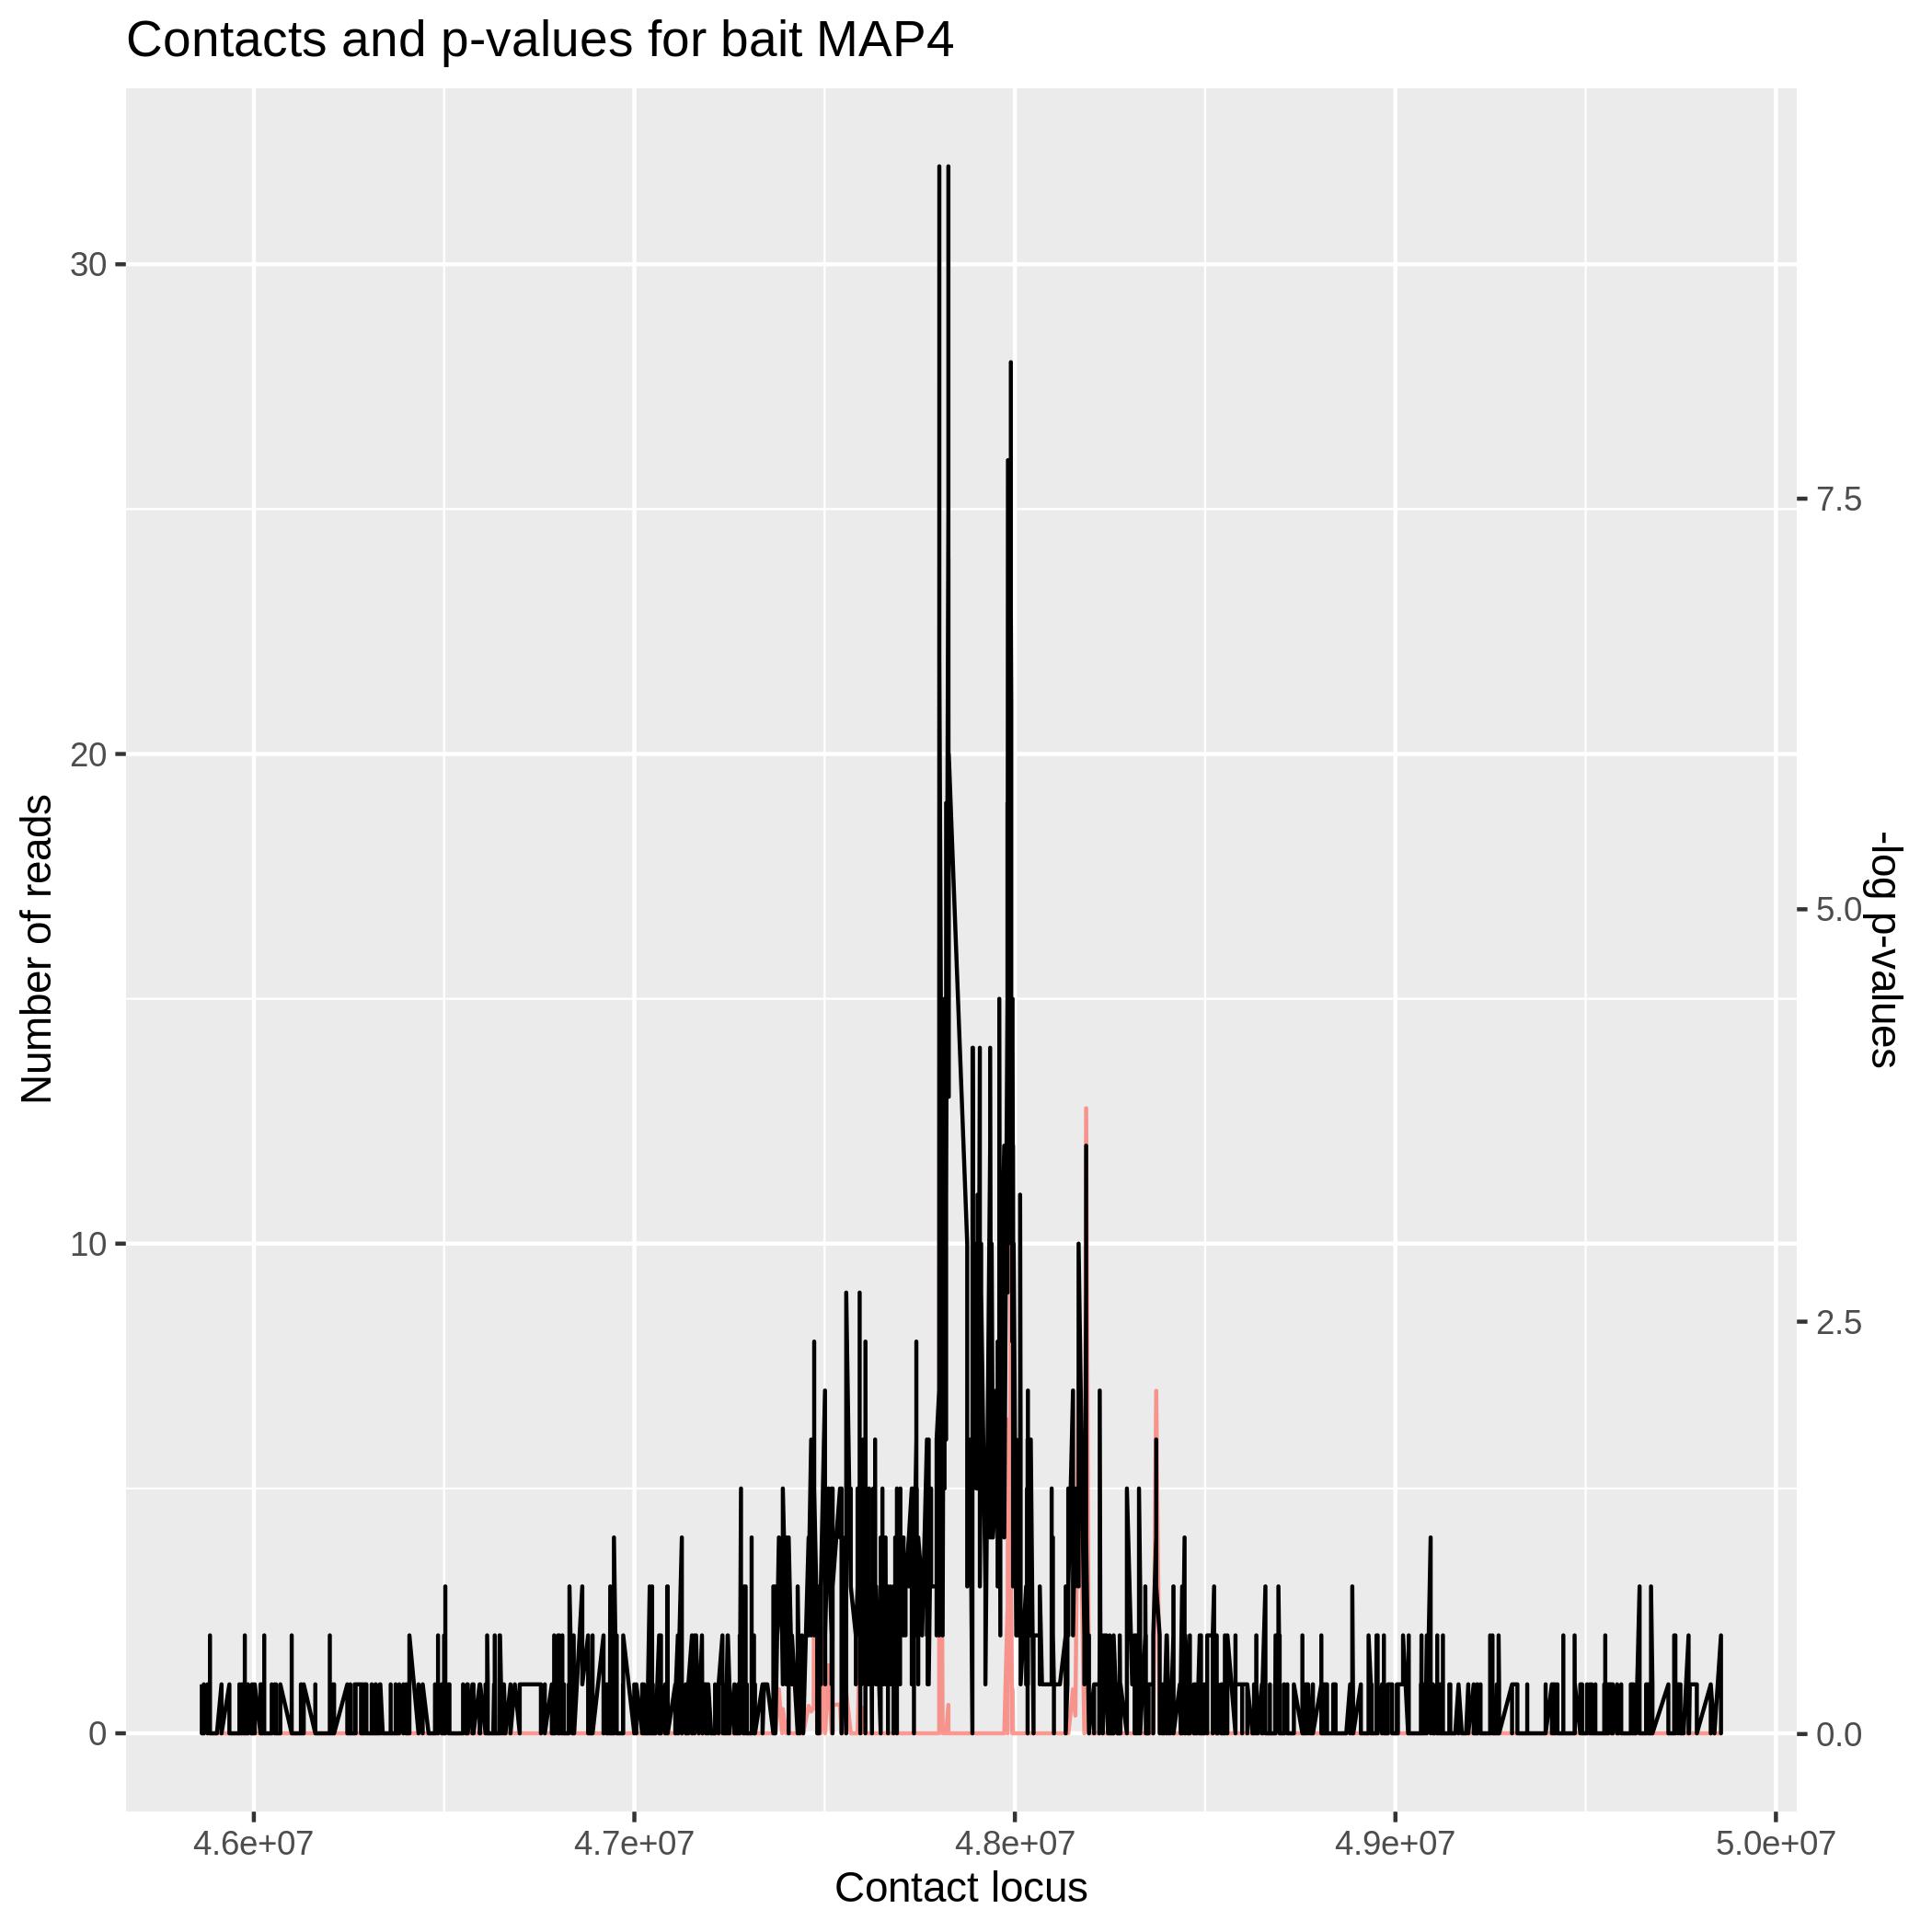 Contacts and p-values for bait MAP4
30
20
10
0
Number of reads
7.5
5.0
2.5
0.0
-log p-values
4.6e+07
4.7e+07
4.8e+07
4.9e+07
5.0e+07
Contact locus